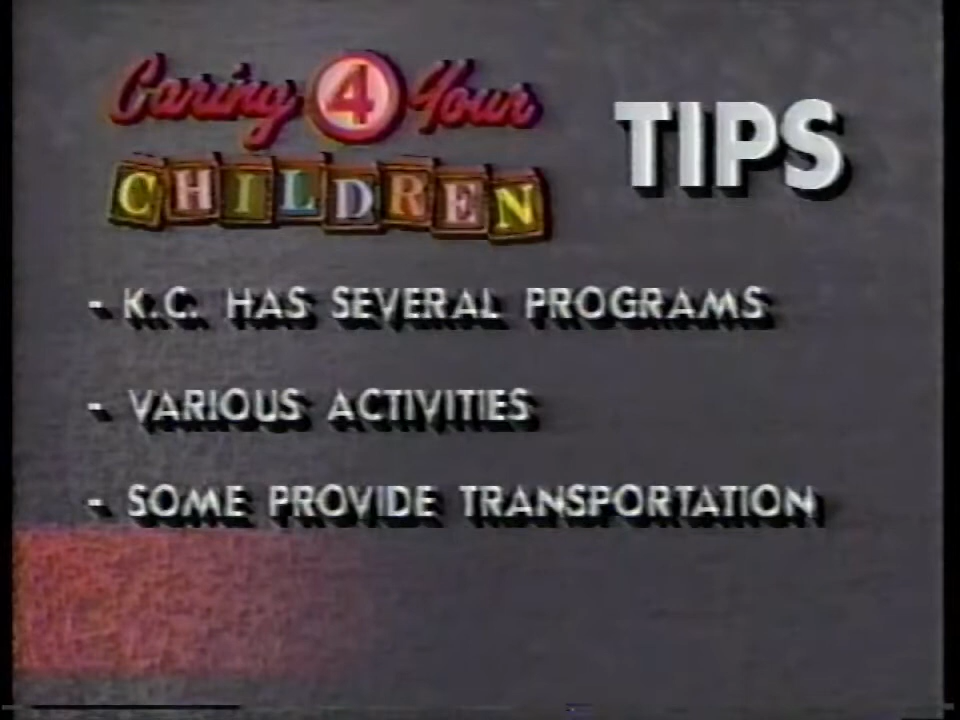 Caring 4 Your
CHILDREN
TIPS
- K.C. HAS SEVERAL PROGRAMS
- VARIOUS ACTIVITIES
- SOME PROVIDE TRANSPORTATION